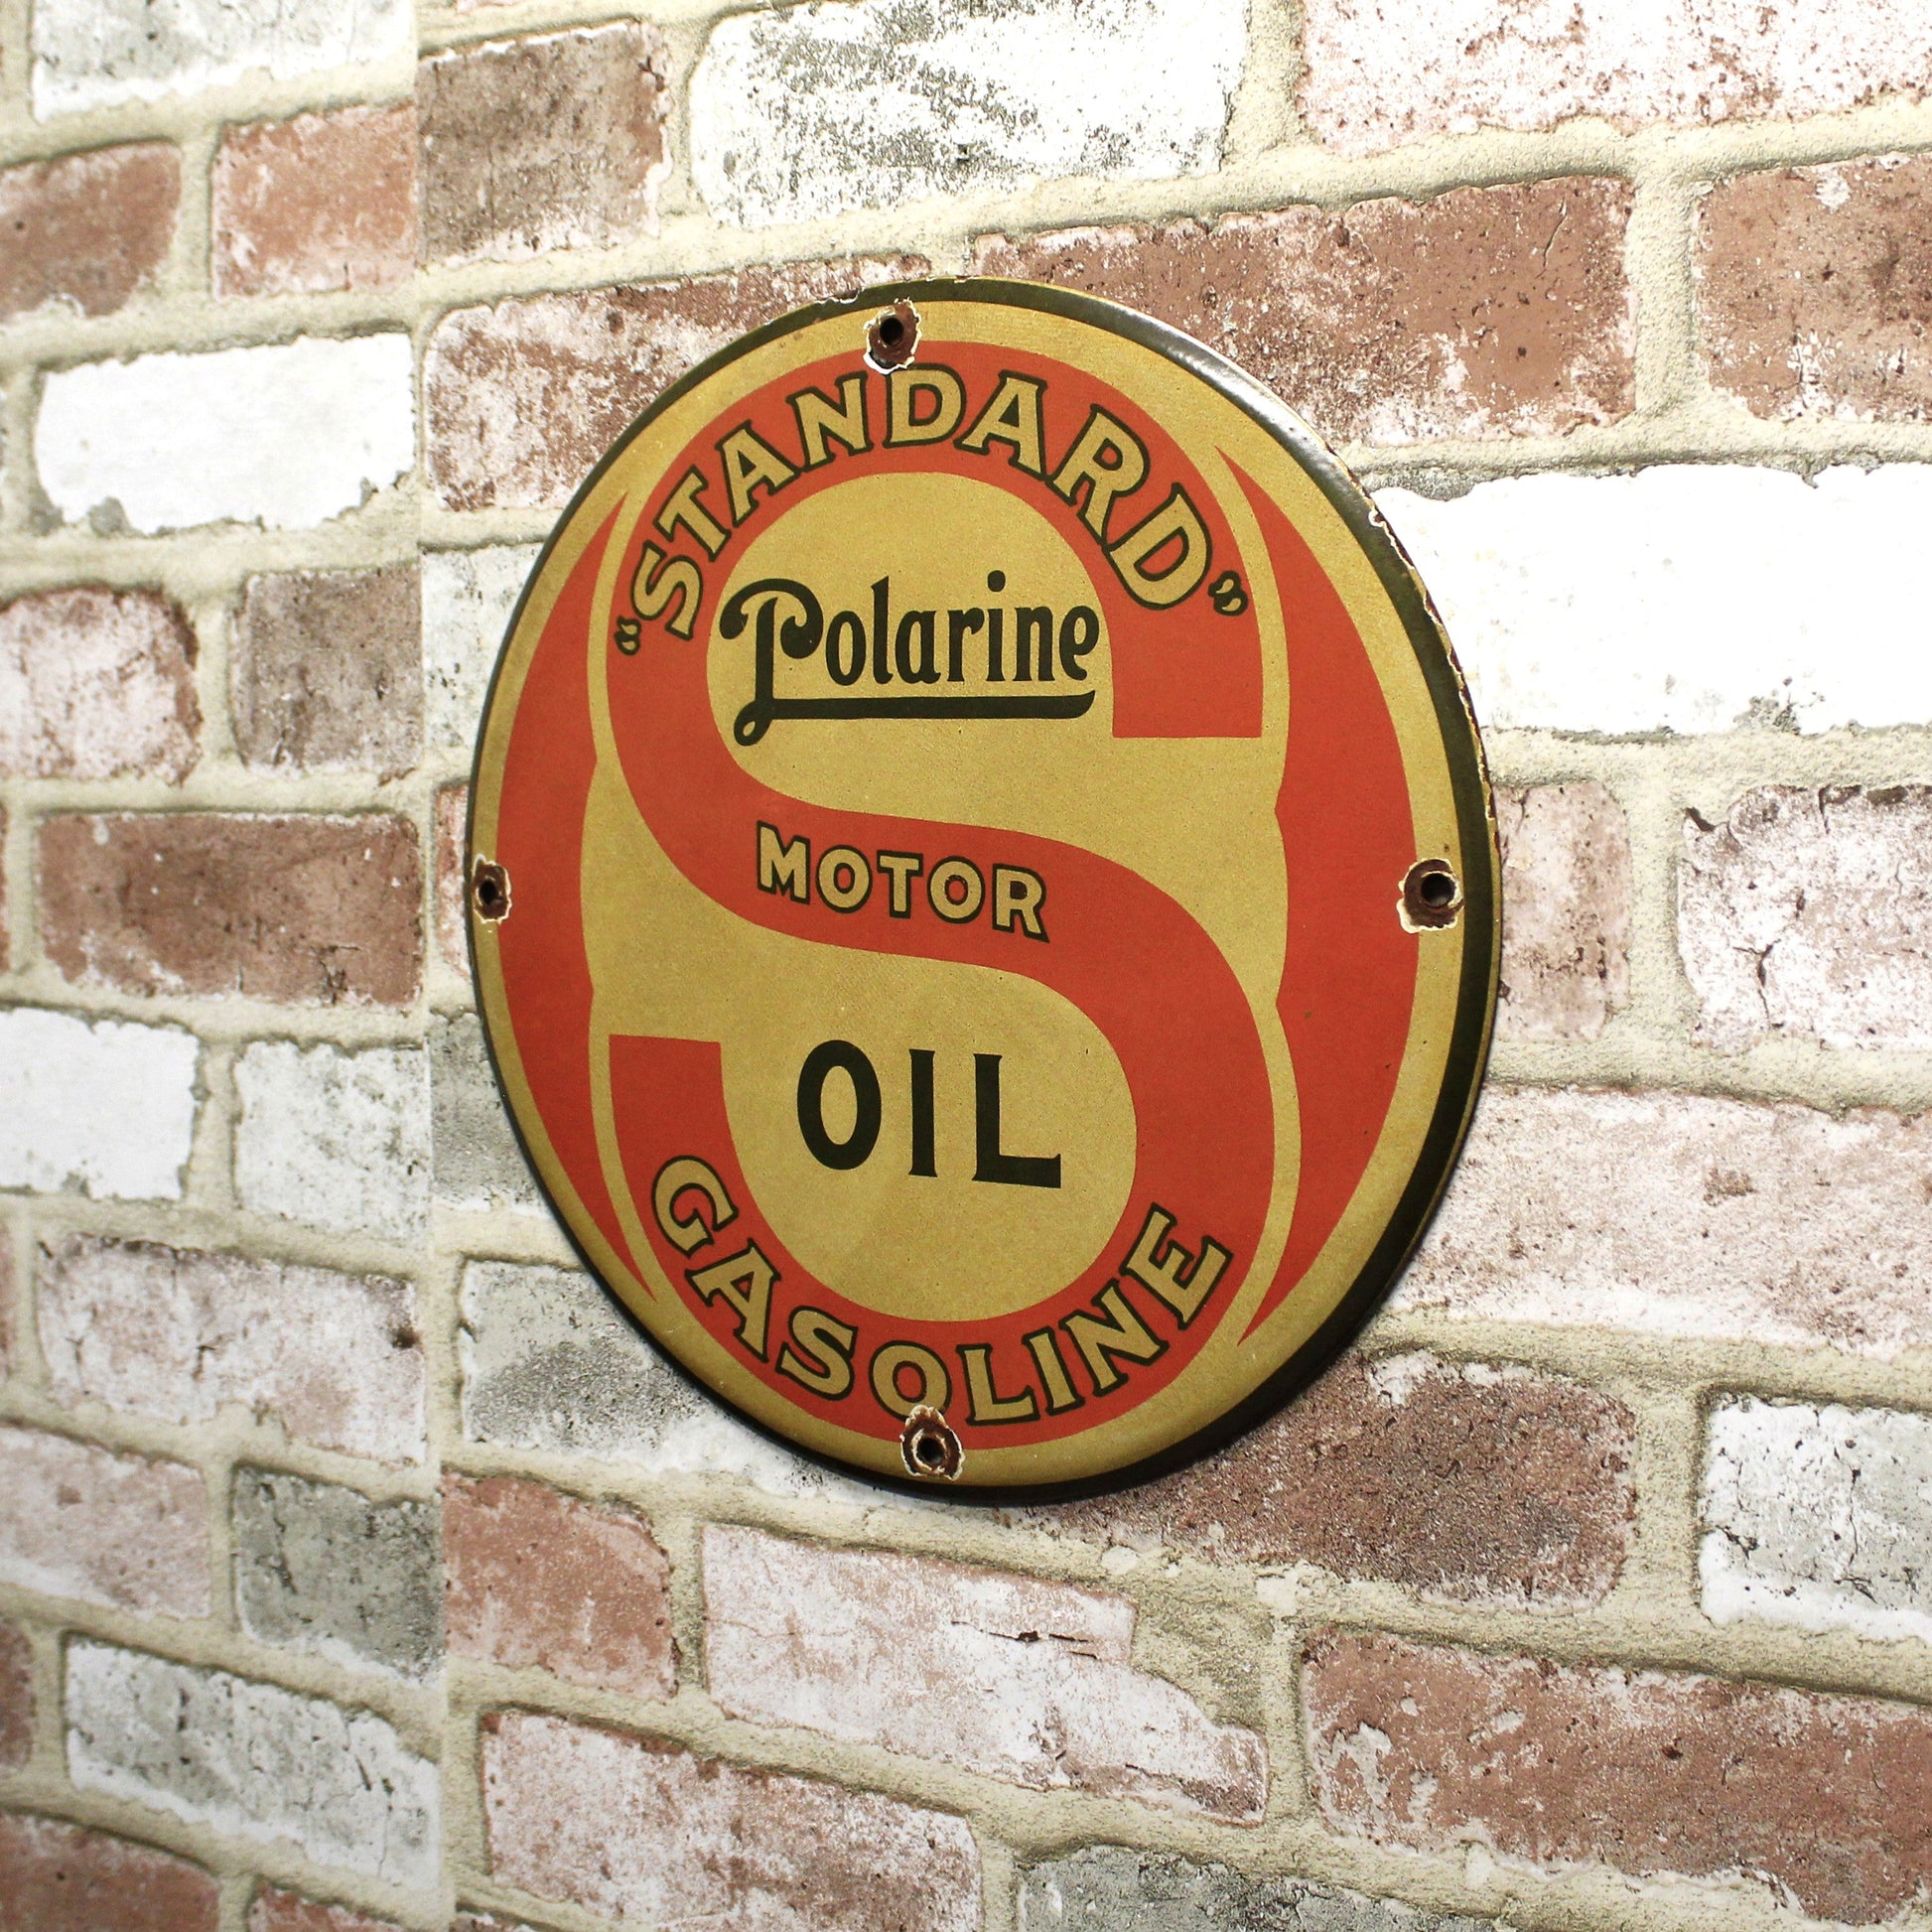 “STANDARD”
Polarine
MOTOR
OIL
GASOLINE